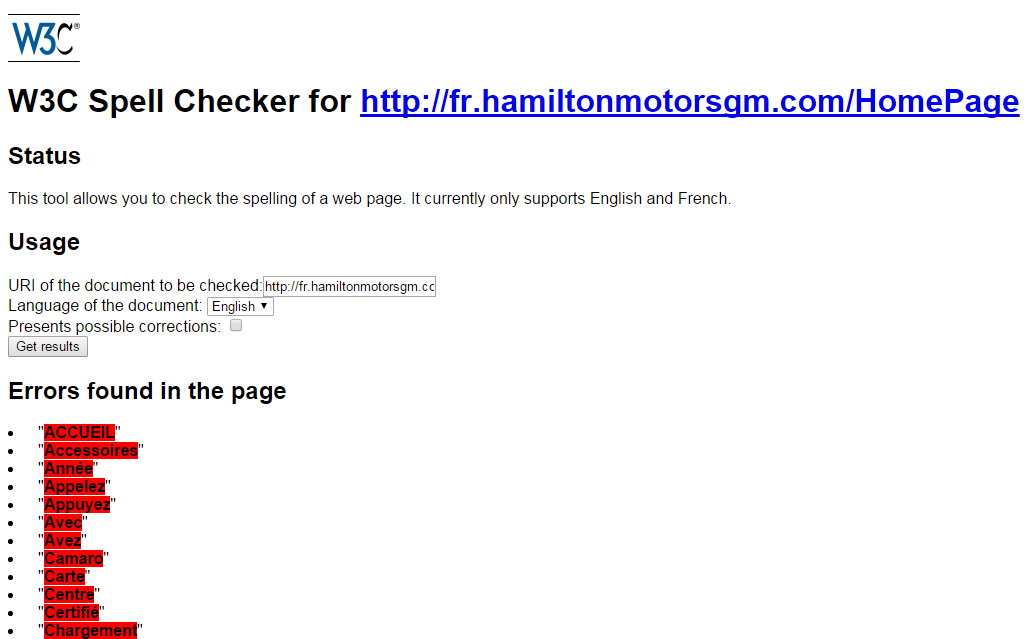 W3C®
W3C Spell Checker for http://fr.hamiltonmotorsgm.com/HomePage
Status
This tool allows you to check the spelling of a web page. It currently only supports English and French.
Usage
URI of the document to be checked: http://fr.hamiltonmotorsgm.cc
Language of the document: English
Presents possible corrections:
Get results
Errors found in the page
"ACCUEIL"
"Accessoires"
"Année"
"Appelez"
"Appuyez"
"Avec"
"Avez"
"Camaro"
"Carte"
"Centre"
"Certifié"
"Chargement"